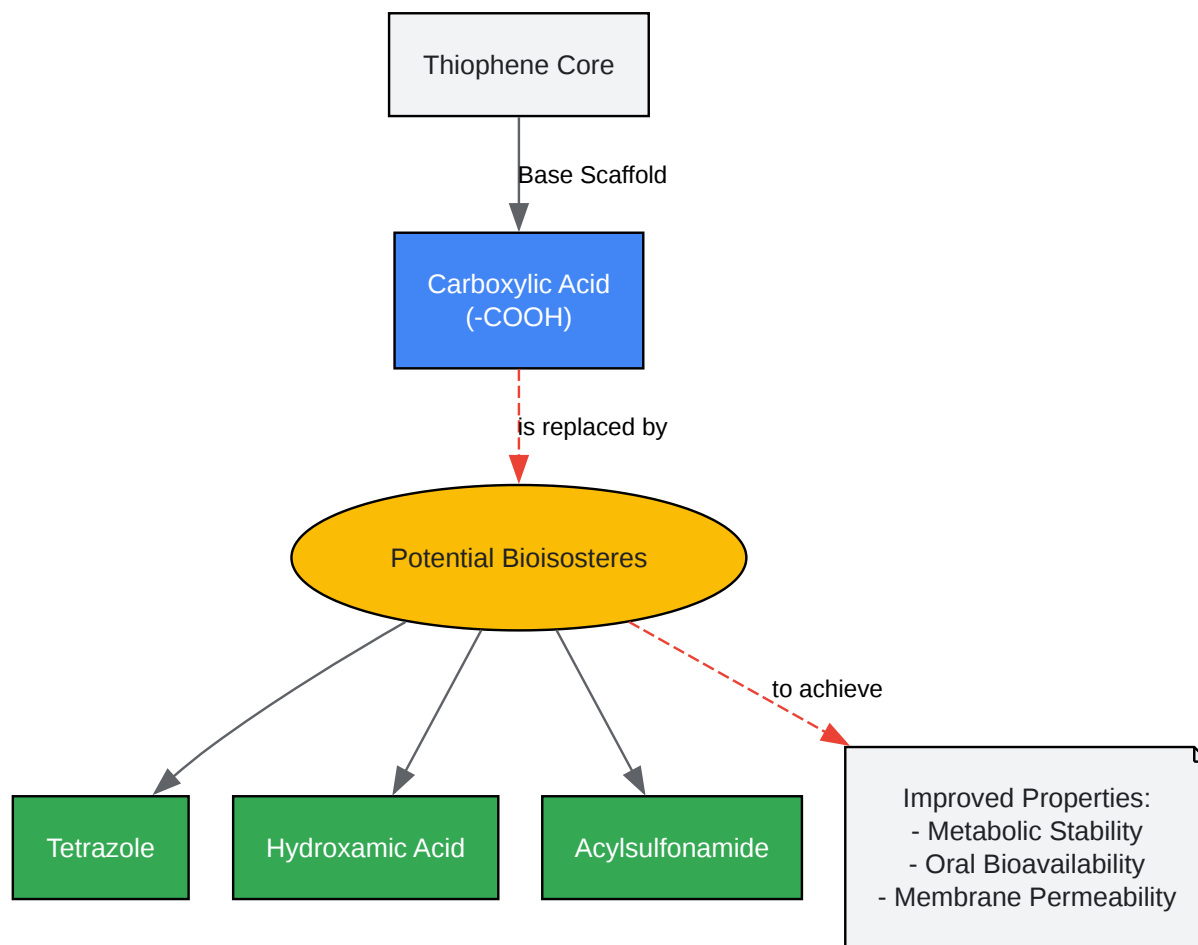 Thiophene Core
Base Scaffold
Carboxylic Acid
(-COOH)
is replaced by
Potential Bioisosteres
to achieve
Tetrazole
Hydroxamic Acid
Acylsulfonamide
Improved Properties:
- Metabolic Stability
- Oral Bioavailability
- Membrane Permeability